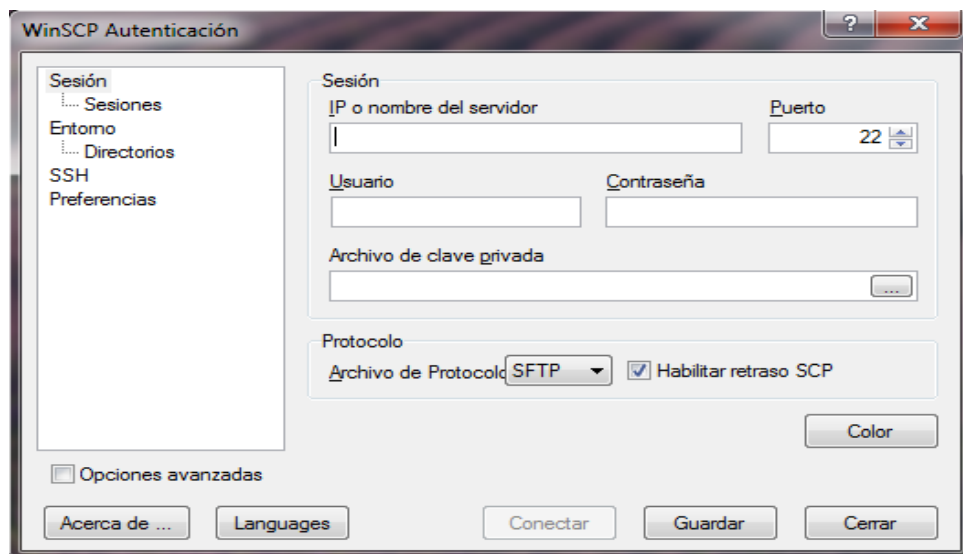 WinSCP Autenticación
?
X
Sesión
Sesiones
Entorno
Directorios
SSH
Preferencias
Sesión
IP o nombre del servidor
Puerto
22
Usuario
Contraseña
Archivo de clave privada
...
Protocolo
Archivo de Protocolo
SFTP
Habilitar retraso SCP
Color
Opciones avanzadas
Acerca de ...
Languages
Conectar
Guardar
Cerrar